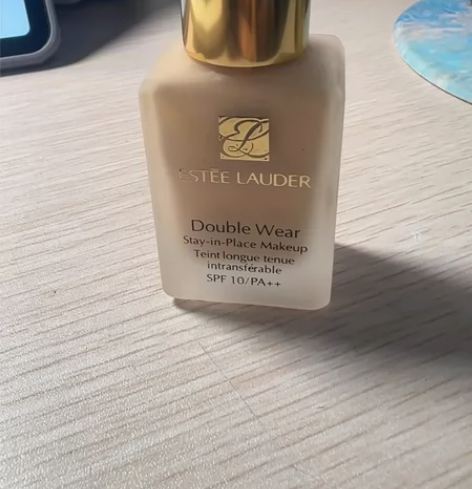 ESTĒE LAUDER
Double Wear
Stay-in-Place Makeup
Teint longue tenue
intransférable
SPF 10/PA++